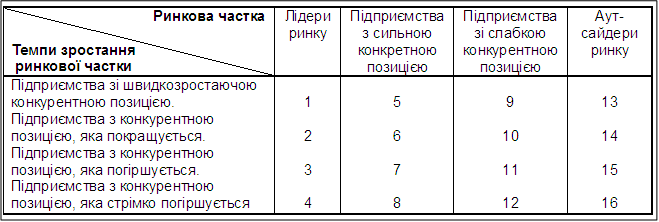 Ринкова частка
Темпи зростання
ринкової частки
Лідери
ринку
Підприємства
з сильною
конкретною
позицією
Підприємства
зі слабкою
конкурентною
позицією
Аут-
сайдери
ринку
Підприємства зі швидкозростаючою
конкурентною позицією. 1 5 9 13
Підприємства з конкурентною
позицією, яка покращується. 2 6 10 14
Підприємства з конкурентною
позицією, яка погіршується. 3 7 11 15
Підприємства з конкурентною
позицією, яка стрімко погіршується 4 8 12 16